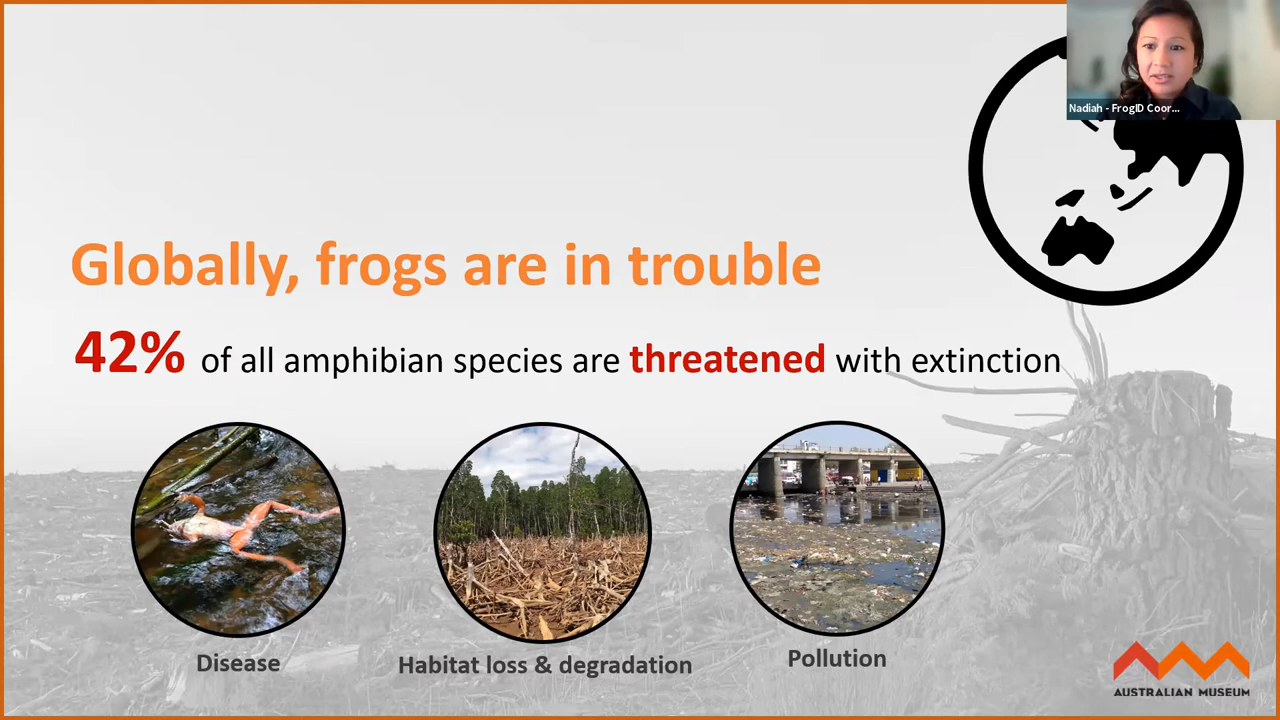 Nadiah - FrogID Coor...
Globally, frogs are in trouble
42% of all amphibian species are threatened with extinction
Disease
Habitat loss & degradation
Pollution
AUSTRALIAN MUSEUM